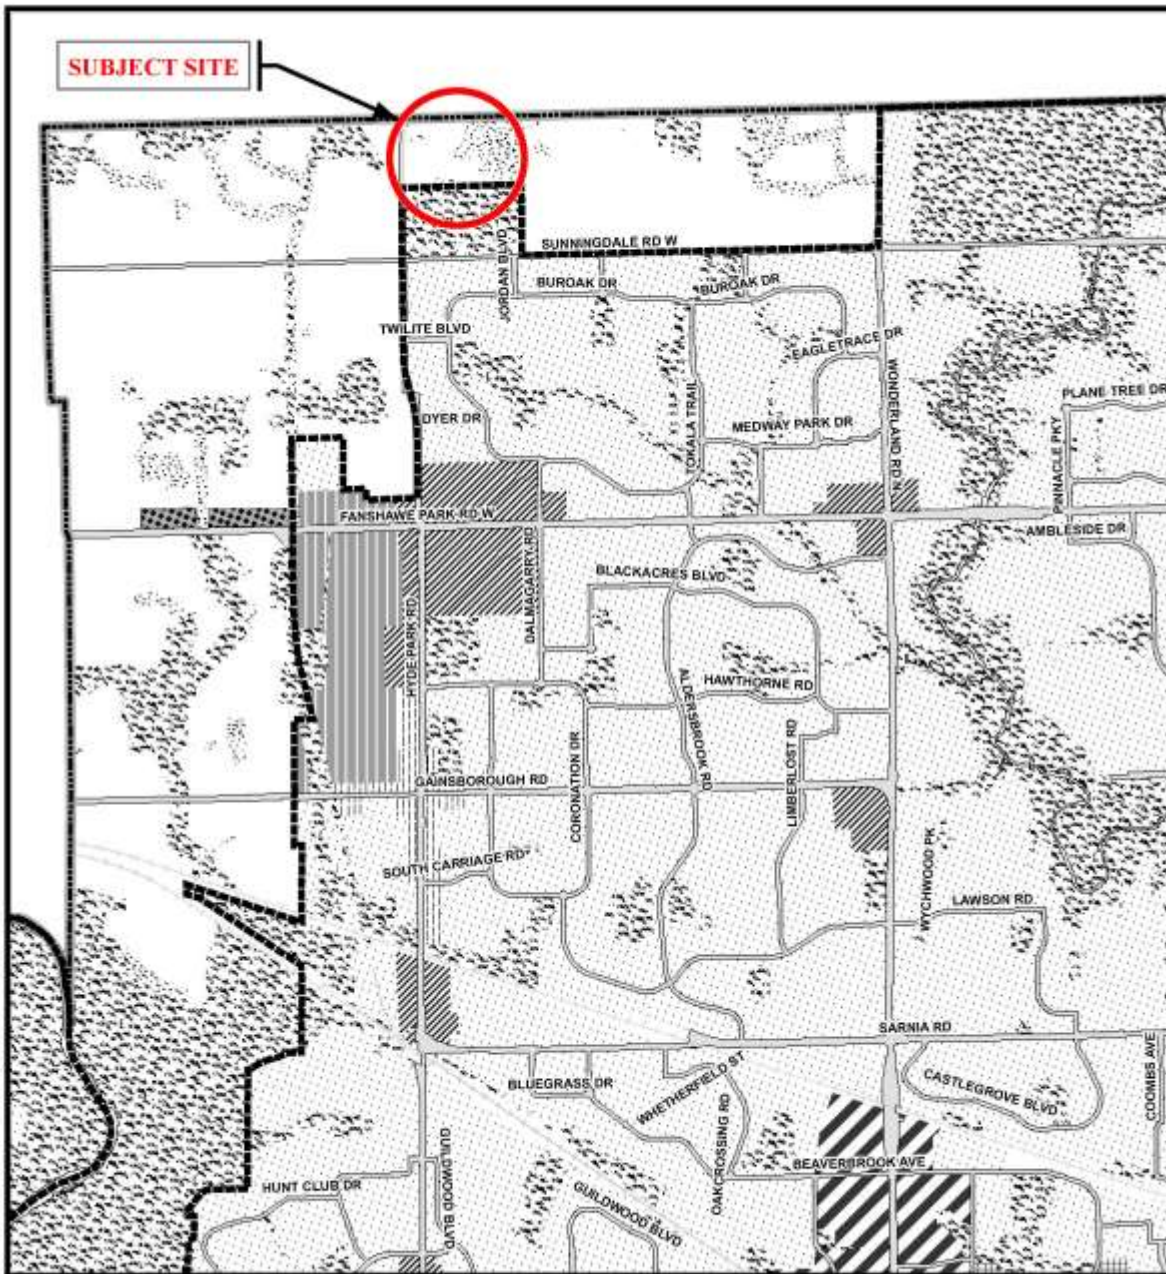 SUBJECT SITE
SUNNINGDALE RD W
JORDAN BLVD
BUROAK DR
BUROAK DR
TWILITE BLVD
EAGLETRACE DR
WONDERLAND RD N
TOKALA TRAIL
PLANE TREE DR
DYER DR
MEDWAY PARK DR
PINNACLE PKY
FANSHAWE PARK RD W
AMBLESIDE DR
DALMAGARRY RD
BLACKACRES BLVD
HYDE PARK RD
ALDERSBROOK RD
HAWTHORNE RD
CORONATION DR
LIMBERLOST RD
GAINSBOROUGH RD
SOUTH CARRIAGE RD
WYCHWOOD PK
LAWSON RD
SARNIA RD
BLUEGRASS DR
WHETHERFIELD ST
CASTLEGROVE BLVD
COOMBS AVE
OAKCROSSING RD
BEAVERBROOK AVE
GUILDWOOD BLVD
HUNT CLUB DR
GUILDWOOD BLVD